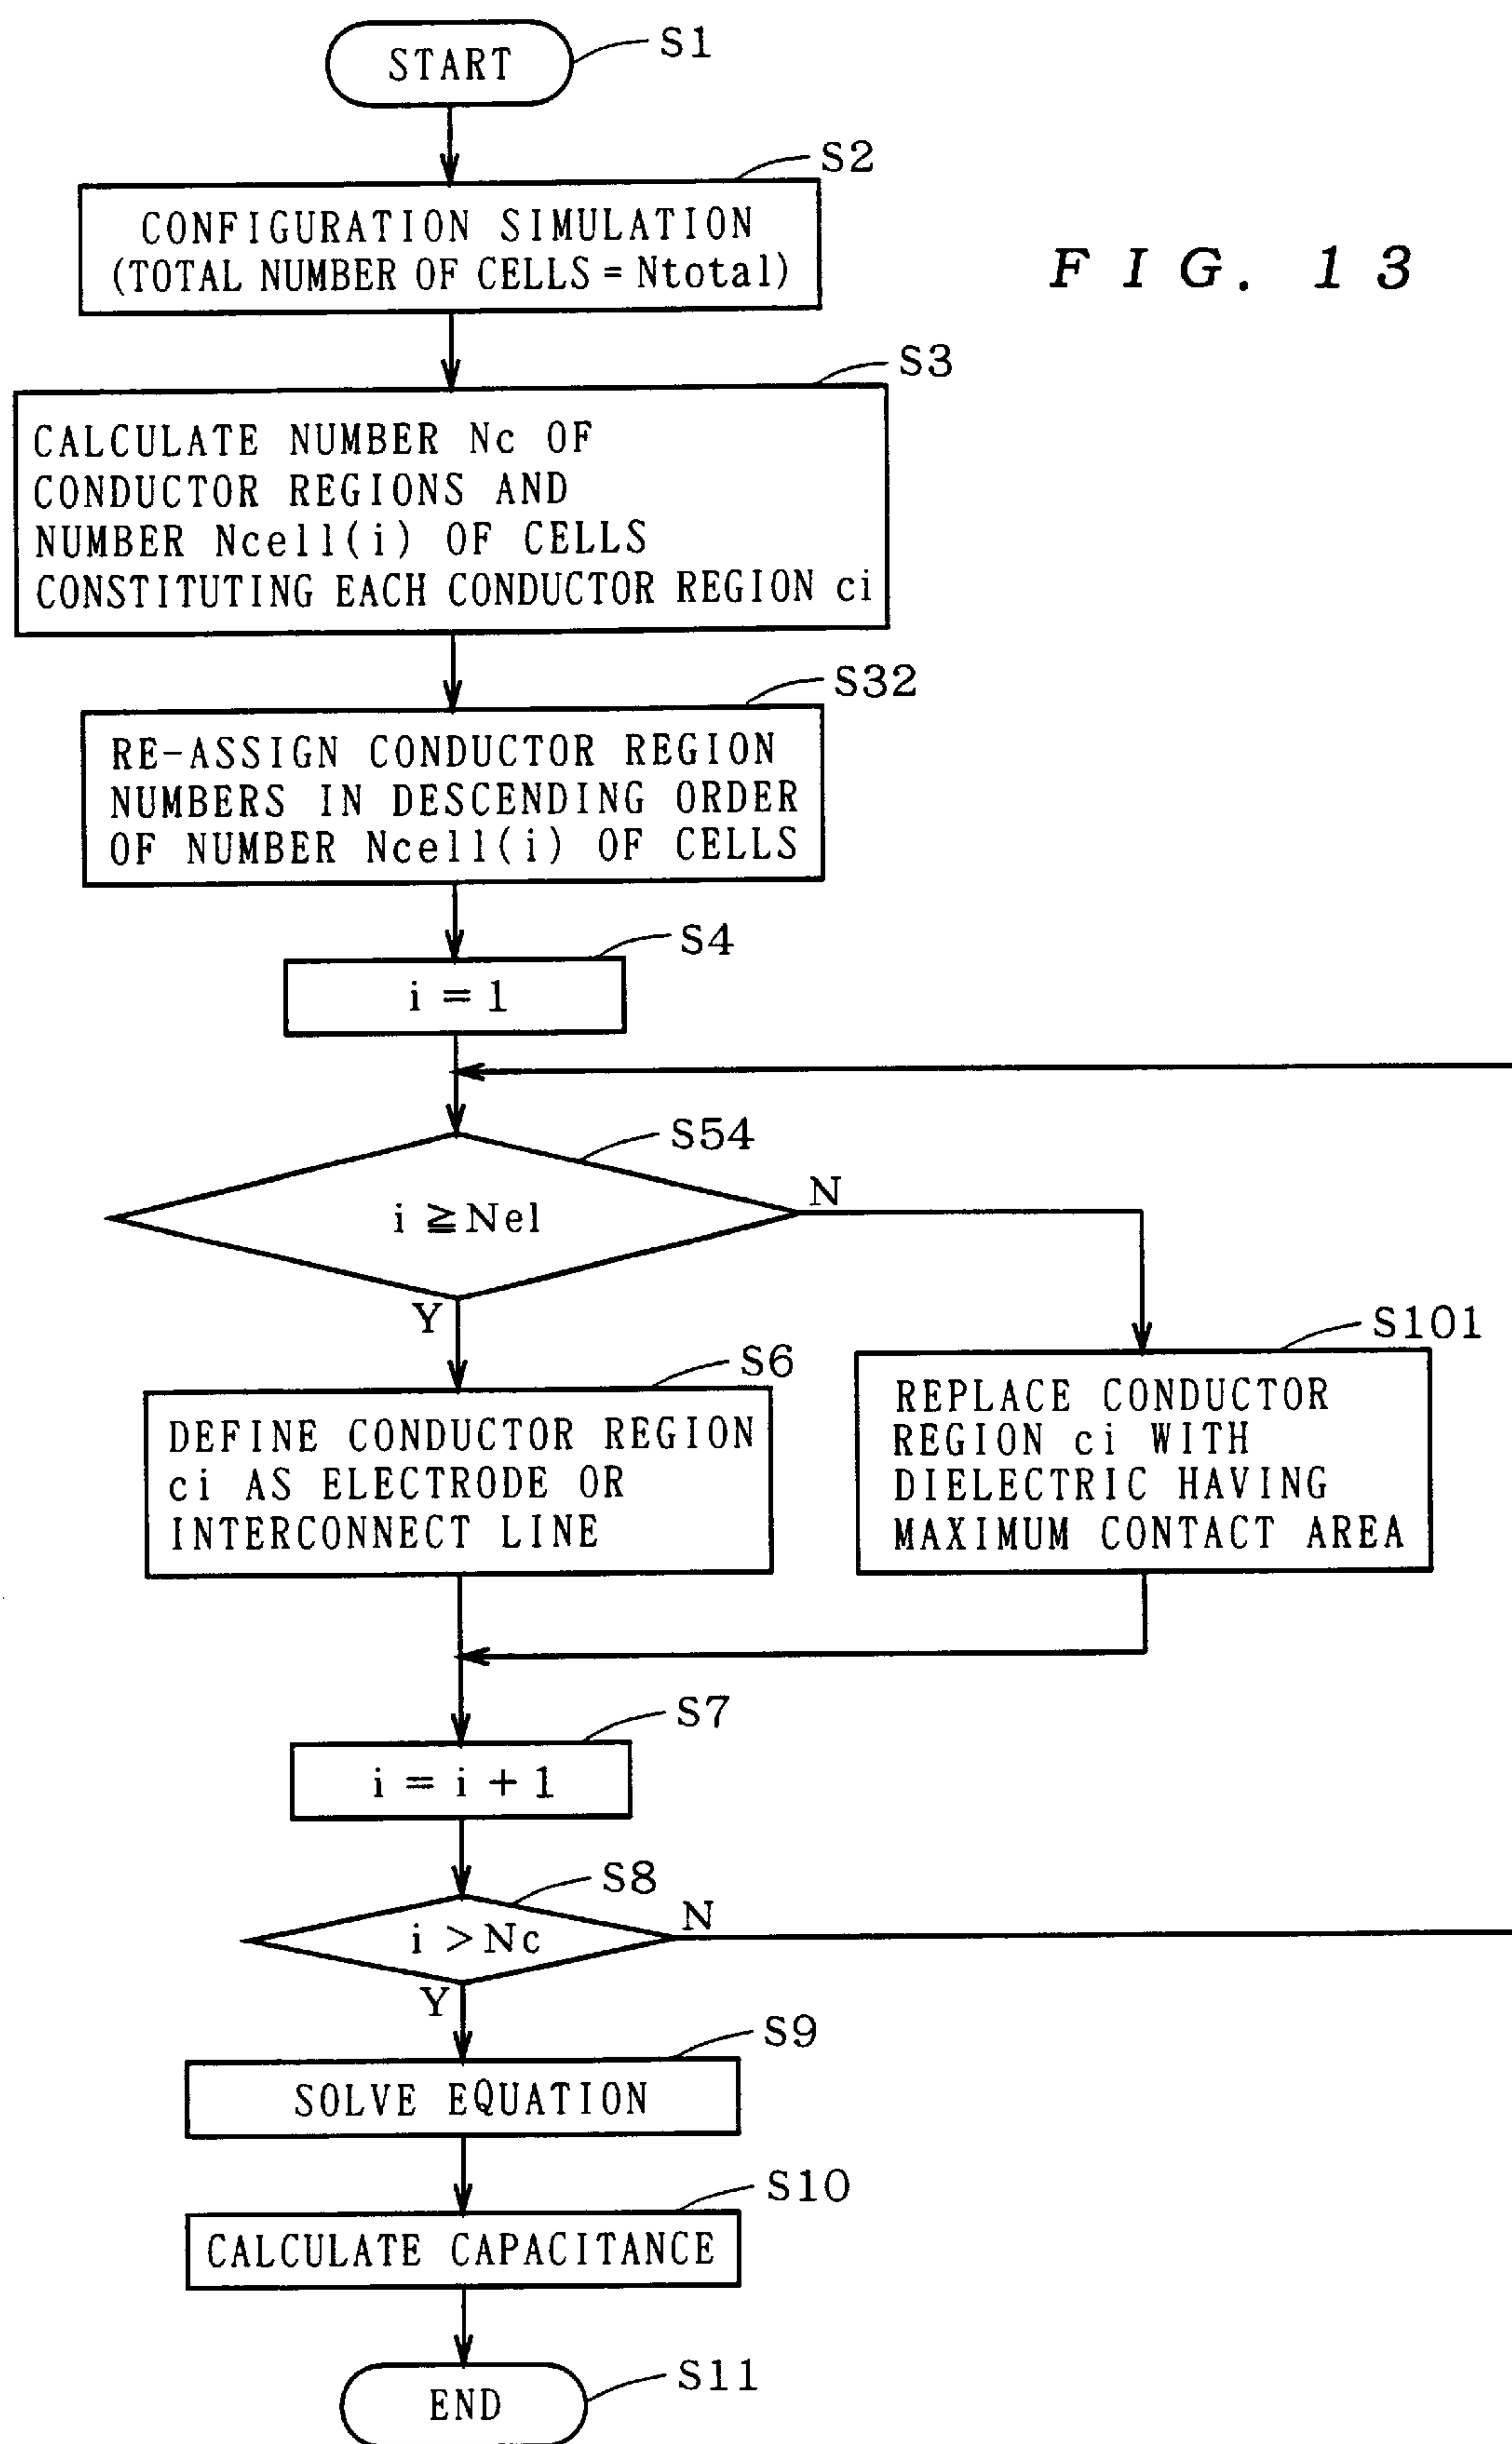 START
S1
S2
CONFIGURATION SIMULATION
(TOTAL NUMBER OF CELLS = Ntotal)
FIG. 13
S3
CALCULATE NUMBER Nc OF
CONDUCTOR REGIONS AND
NUMBER Ncell(i) OF CELLS
CONSTITUTING EACH CONDUCTOR REGION ci
S32
RE-ASSIGN CONDUCTOR REGION
NUMBERS IN DESCENDING ORDER
OF NUMBER Ncell(i) OF CELLS
S4
i = 1
S54
i ≧ Nel
N
Y
S6
DEFINE CONDUCTOR REGION
ci AS ELECTRODE OR
INTERCONNECT LINE
S101
REPLACE CONDUCTOR
REGION ci WITH
DIELECTRIC HAVING
MAXIMUM CONTACT AREA
S7
i = i + 1
S8
i > Nc
N
Y
S9
SOLVE EQUATION
S10
CALCULATE CAPACITANCE
END
S11